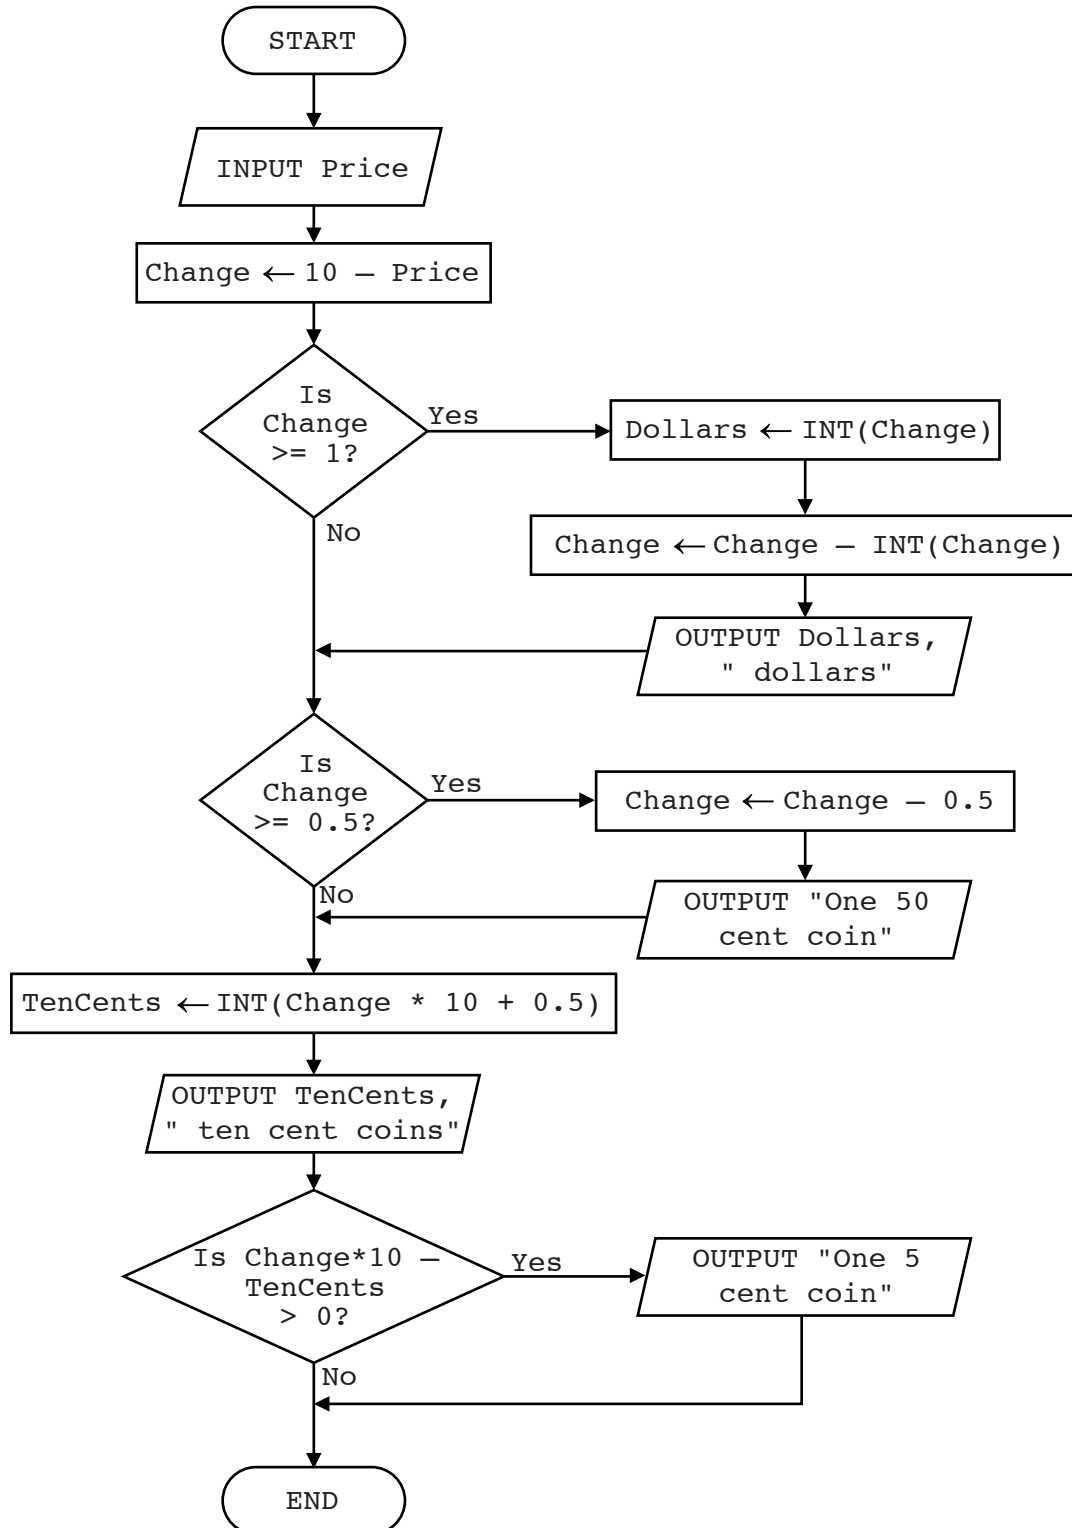 START
INPUT Price
Change ← 10 – Price
Is
Change
>= 1?
Yes
Dollars ← INT(Change)
Change ← Change – INT(Change)
OUTPUT Dollars,
" dollars"
No
Is
Change
>= 0.5?
Yes
Change ← Change – 0.5
OUTPUT "One 50
cent coin"
No
TenCents ← INT(Change * 10 + 0.5)
OUTPUT TenCents,
" ten cent coins"
Is Change*10 –
TenCents
> 0?
Yes
OUTPUT "One 5
cent coin"
No
END